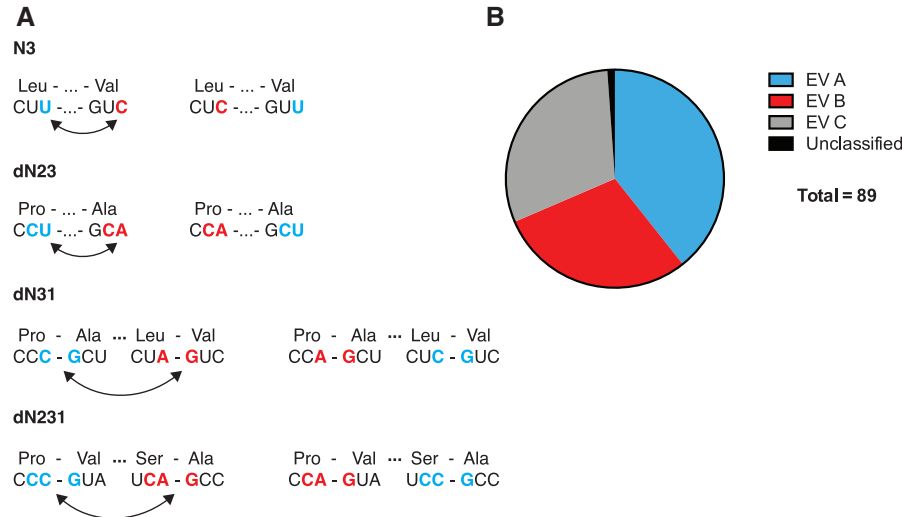 A
N3
Leu - ... - Val    Leu - ... - Val
CUU -...- GUC    CUC -...- GUU
dN23
Pro - ... - Ala    Pro - ... - Ala
CCU -...- GCA    CCA -...- GCU
dN31
Pro - Ala ... Leu - Val    Pro - Ala ... Leu - Val
CCC - GCU CUA - GUC    CCA - GCU CUC - GUC
dN231
Pro - Val ... Ser - Ala    Pro - Val ... Ser - Ala
CCC - GUA UCA - GCC    CCA - GUA UCC - GCC
B
EV A
EV B
EV C
Unclassified
Total = 89